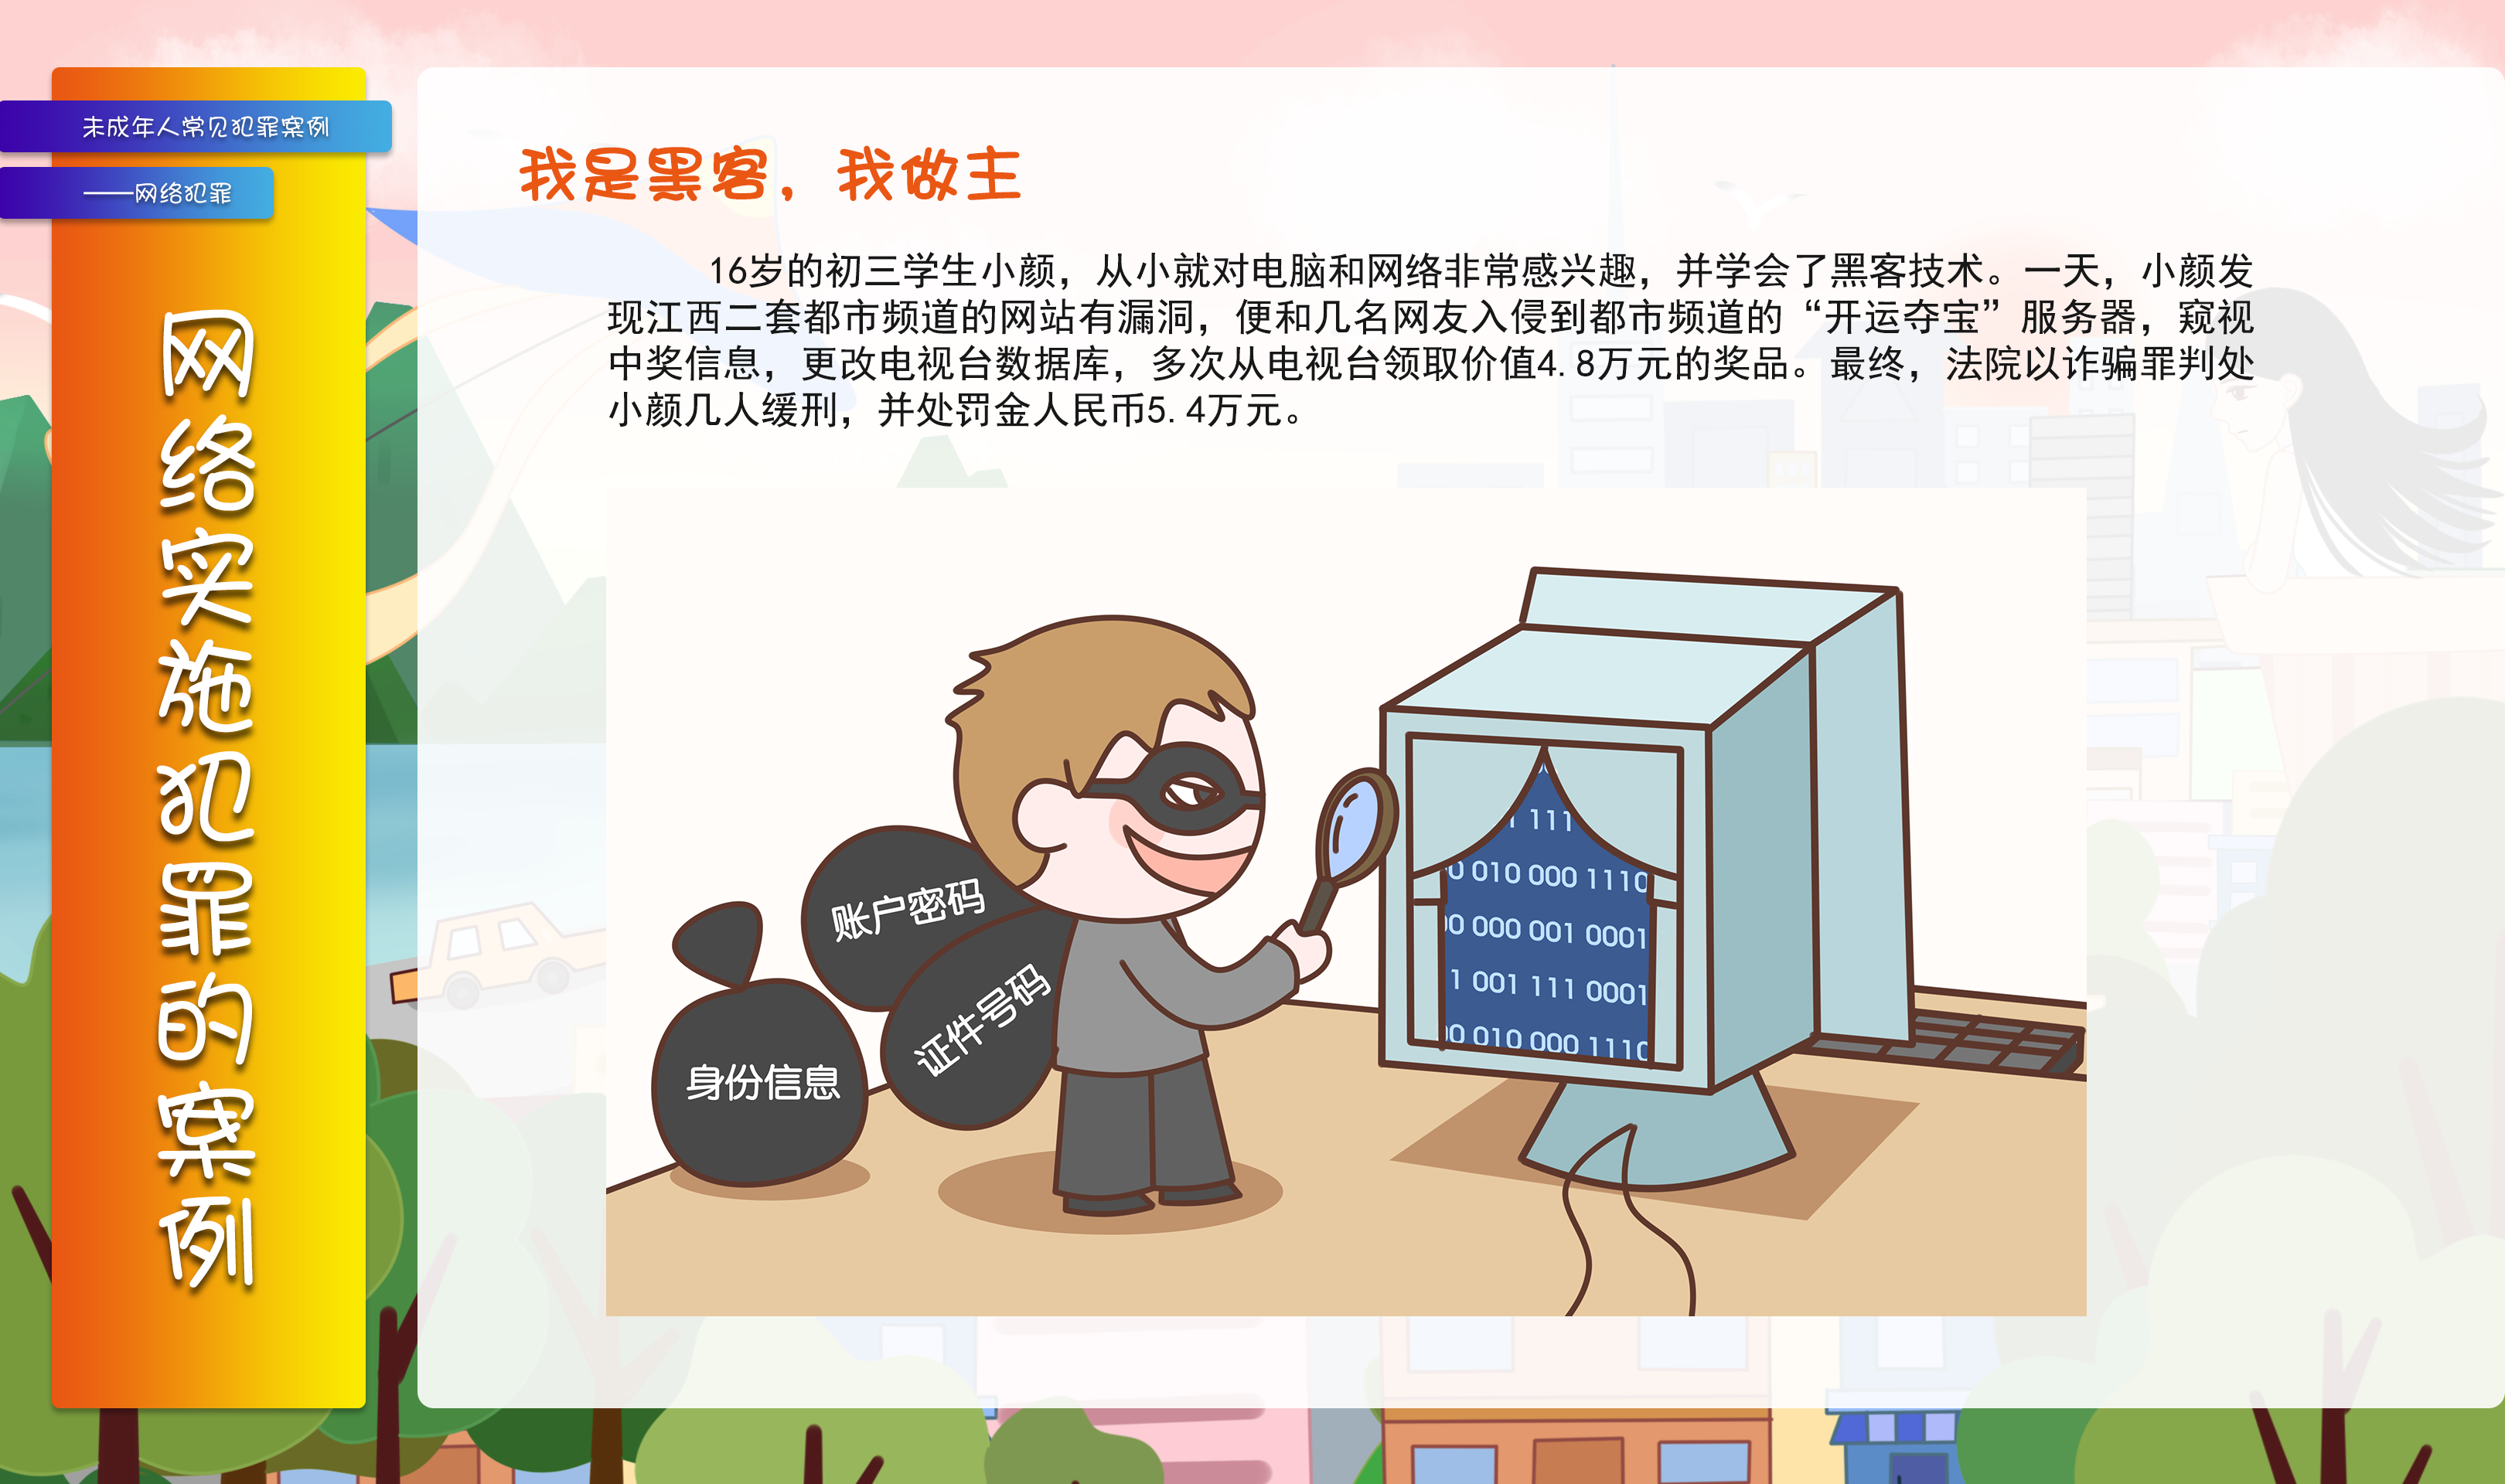 未成年人常见犯罪案例
——网络犯罪
网络实施犯罪的案例
我是黑客，我做主
16岁的初三学生小颜，从小就对电脑和网络非常感兴趣，并学会了黑客技术。一天，小颜发
现江西二套都市频道的网站有漏洞，便和几名网友入侵到都市频道的“开运夺宝”服务器，窥视
中奖信息，更改电视台数据库，多次从电视台领取价值4.8万元的奖品。最终，法院以诈骗罪判处
小颜几人缓刑，并处罚金人民币5.4万元。
账户密码
证件号码
身份信息
1 111
0 010 000 1110
00 000 001 0001
1 001 111 0001
00 010 000 1110